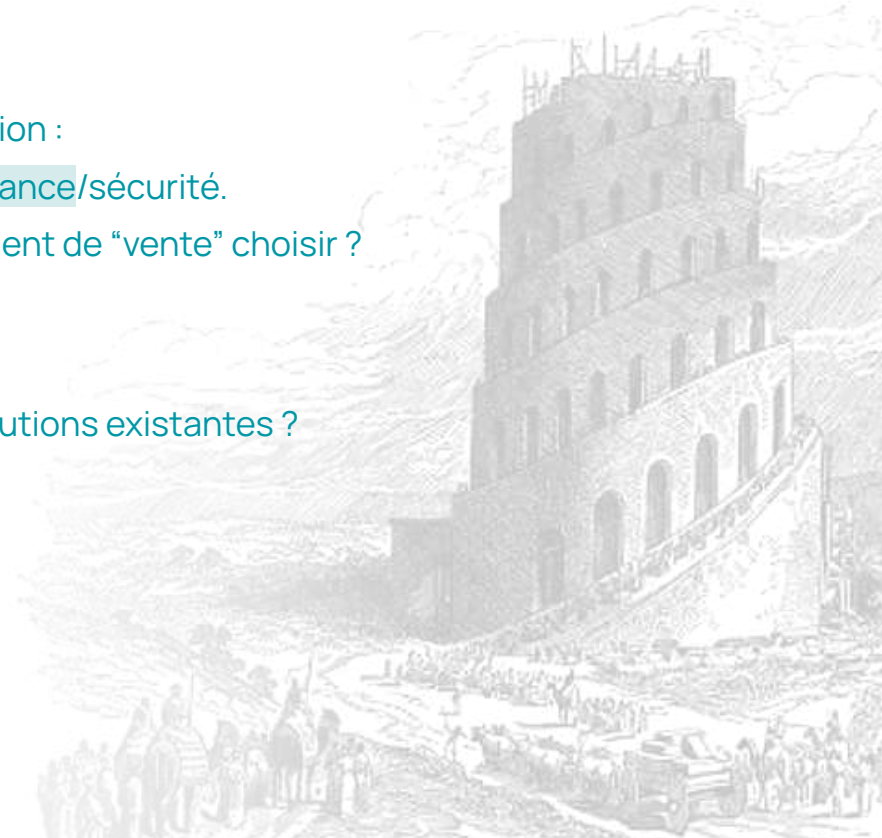 ion :
ance/sécurité.
ent de “vente” choisir ?
utions existantes ?